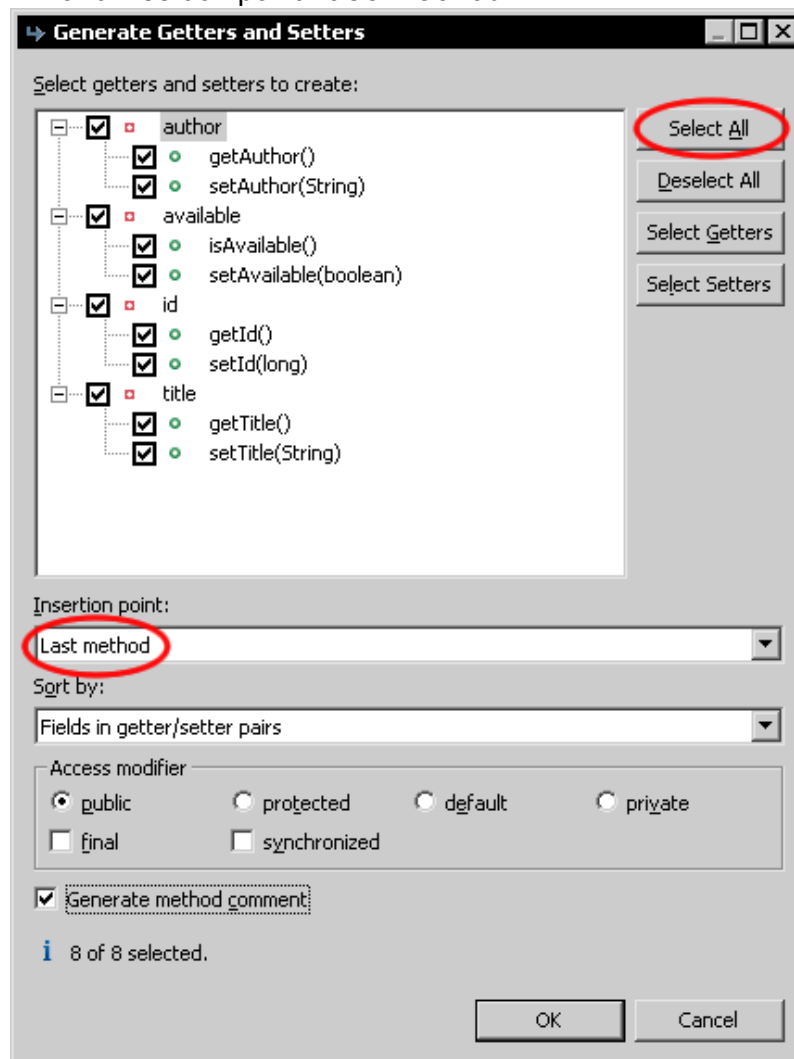 Generate Getters and Setters
Select getters and setters to create:
author
getAuthor()
setAuthor(String)
available
isAvailable()
setAvailable(boolean)
id
getId()
setId(long)
title
getTitle()
setTitle(String)
Select All
Deselect All
Select Getters
Select Setters
Insertion point:
Last method
Sort by:
Fields in getter/setter pairs
Access modifier
public protected default private
final synchronized
Generate method comment
i 8 of 8 selected.
OK Cancel